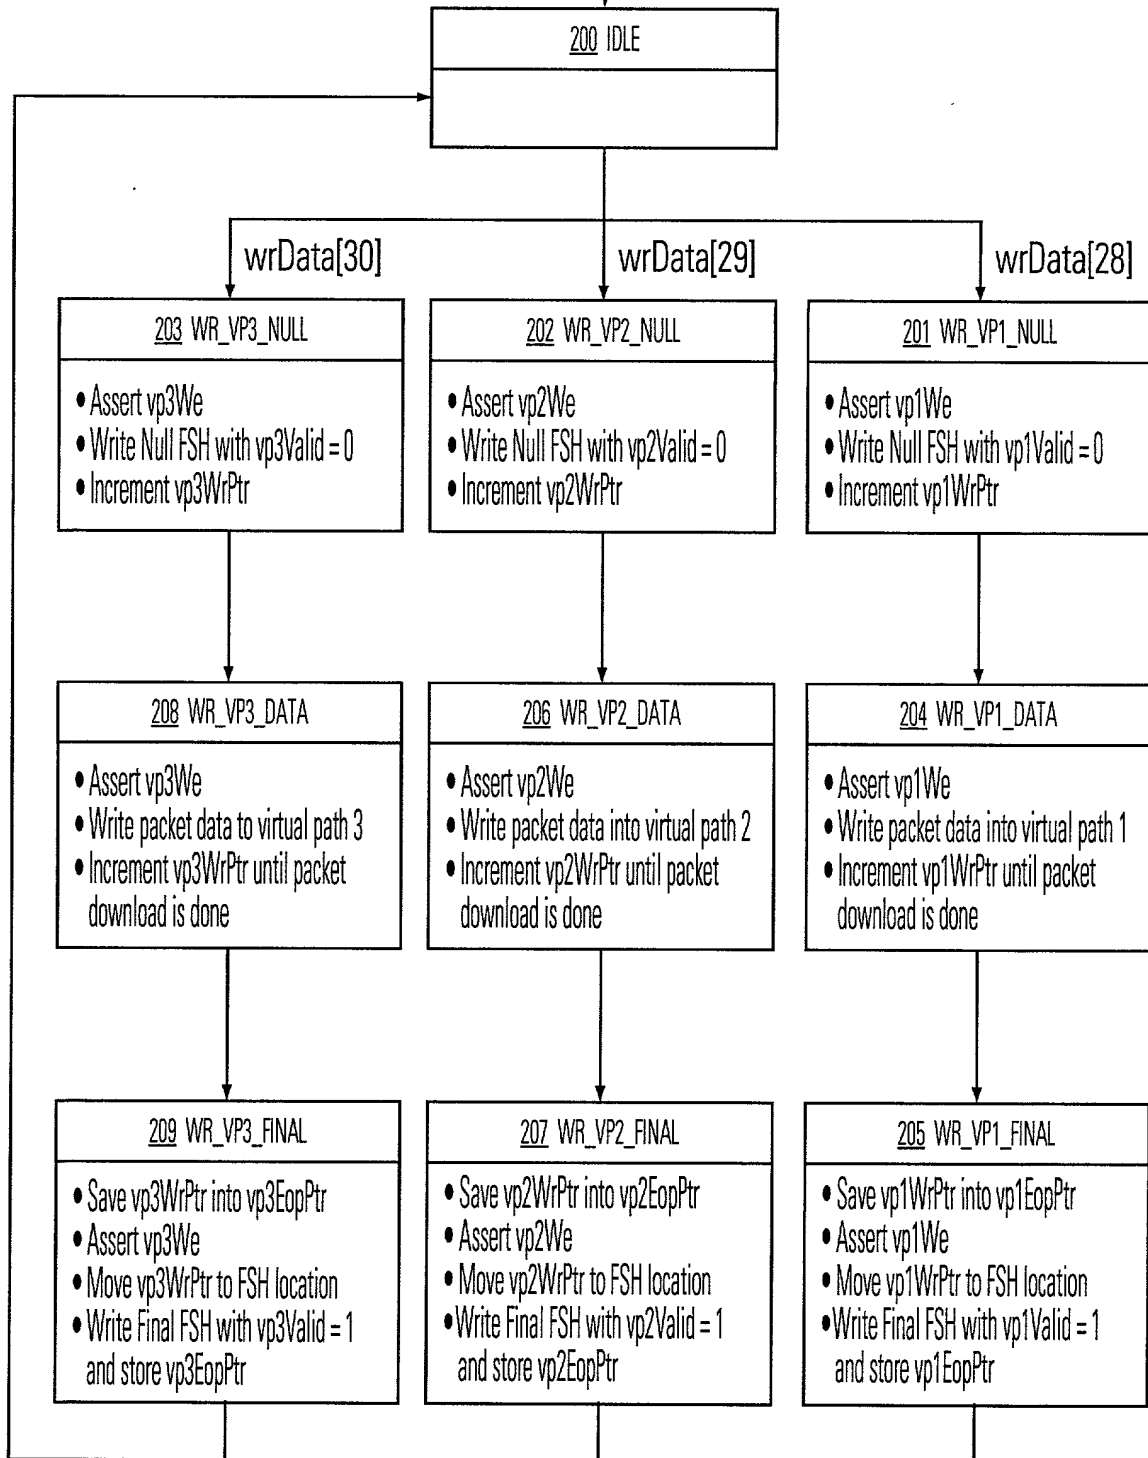 200 IDLE
wrData[30]
wrData[29]
wrData[28]
203 WR_VP3_NULL
• Assert vp3We
• Write Null FSH with vp3Valid = 0
• Increment vp3WrPtr
202 WR_VP2_NULL
• Assert vp2We
• Write Null FSH with vp2Valid = 0
• Increment vp2WrPtr
201 WR_VP1_NULL
• Assert vp1We
• Write Null FSH with vp1Valid = 0
• Increment vp1WrPtr
208 WR_VP3_DATA
• Assert vp3We
• Write packet data to virtual path 3
• Increment vp3WrPtr until packet
download is done
206 WR_VP2_DATA
• Assert vp2We
• Write packet data into virtual path 2
• Increment vp2WrPtr until packet
download is done
204 WR_VP1_DATA
• Assert vp1We
• Write packet data into virtual path 1
• Increment vp1WrPtr until packet
download is done
209 WR_VP3_FINAL
• Save vp3WrPtr into vp3EopPtr
• Assert vp3We
• Move vp3WrPtr to FSH location
• Write Final FSH with vp3Valid = 1
and store vp3EopPtr
207 WR_VP2_FINAL
• Save vp2WrPtr into vp2EopPtr
• Assert vp2We
• Move vp2WrPtr to FSH location
• Write Final FSH with vp2Valid = 1
and store vp2EopPtr
205 WR_VP1_FINAL
• Save vp1WrPtr into vp1EopPtr
• Assert vp1We
• Move vp1WrPtr to FSH location
• Write Final FSH with vp1Valid = 1
and store vp1EopPtr